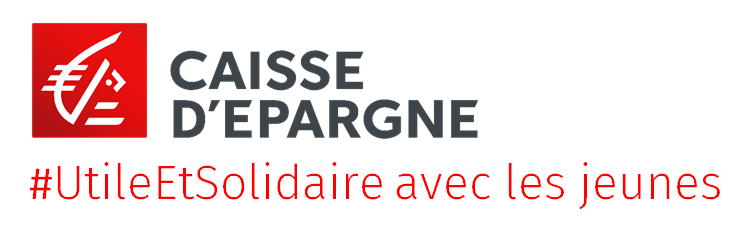 CAISSE
D'EPARGNE
#UtileEtSolidaire avec les jeunes